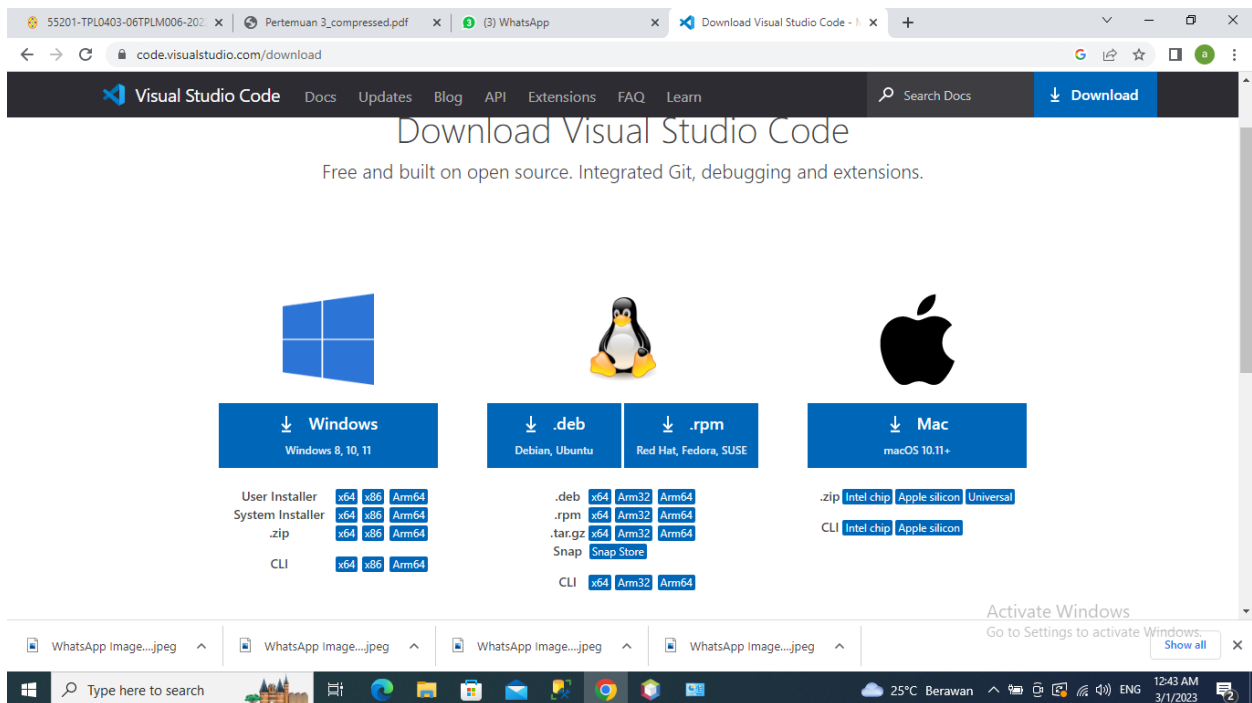 55201-TPL0403-06TPLM006-202
Pertemuan 3_compressed.pdf
(3) WhatsApp
Download Visual Studio Code -
code.visualstudio.com/download
Visual Studio Code Docs Updates Blog API Extensions FAQ Learn Search Docs Download
Download Visual Studio Code
Free and built on open source. Integrated Git, debugging and extensions.
Windows
Windows 8, 10, 11
User Installer x64 x86 Arm64
System Installer x64 x86 Arm64
.zip x64 x86 Arm64
CLI x64 x86 Arm64
.deb
Debian, Ubuntu
.rpm
Red Hat, Fedora, SUSE
.deb x64 Arm32 Arm64
.rpm x64 Arm32 Arm64
.tar.gz x64 Arm32 Arm64
Snap Snap Store
CLI x64 Arm32 Arm64
Mac
macOS 10.11+
.zip Intel chip Apple silicon Universal
CLI Intel chip Apple silicon
Activate Windows
Go to Settings to activate Windows.
WhatsApp Image....jpeg
WhatsApp Image....jpeg
WhatsApp Image....jpeg
WhatsApp Image....jpeg
Show all
Type here to search
25°C Berawan
ENG
12:43 AM
3/1/2023
2